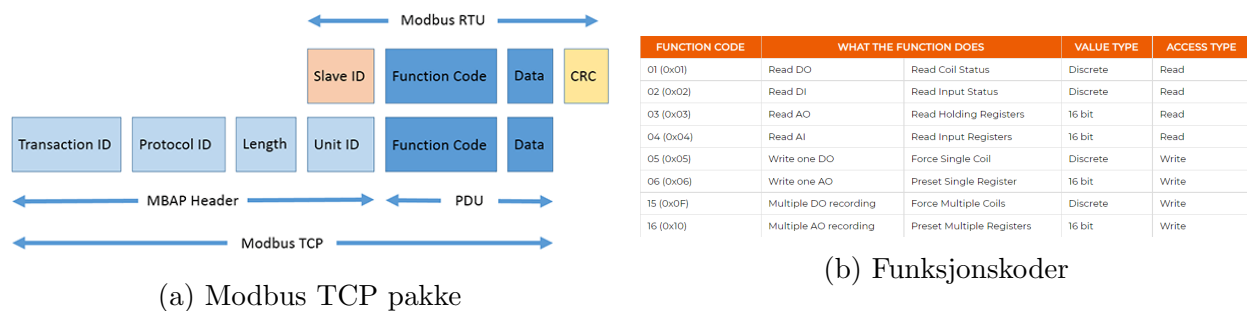 Modbus RTU
Slave ID Function Code Data CRC
Transaction ID Protocol ID Length Unit ID Function Code Data
MBAP Header PDU
Modbus TCP
(a) Modbus TCP pakke
FUNCTION CODE WHAT THE FUNCTION DOES VALUE TYPE ACCESS TYPE
01 (0x01) Read DO Read Coil Status Discrete Read
02 (0x02) Read DI Read Input Status Discrete Read
03 (0x03) Read AO Read Holding Registers 16 bit Read
04 (0x04) Read AI Read Input Registers 16 bit Read
05 (0x05) Write one DO Force Single Coil Discrete Write
06 (0x06) Write one AO Preset Single Register 16 bit Write
15 (0x0F) Multiple DO recording Force Multiple Coils Discrete Write
16 (0x10) Multiple AO recording Preset Multiple Registers 16 bit Write
(b) Funksjonskoder